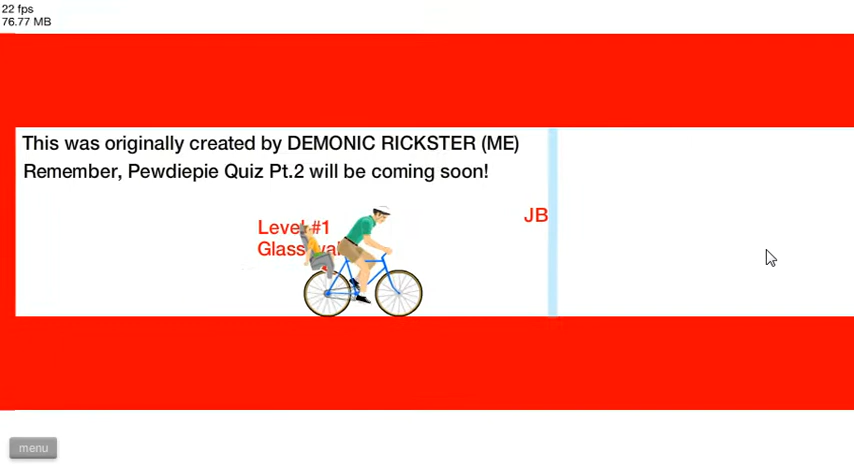 22 fps
76.77 MB
This was originally created by DEMONIC RICKSTER (ME)
Remember, Pewdiepie Quiz Pt.2 will be coming soon!
JB
Level #1
Glass
menu